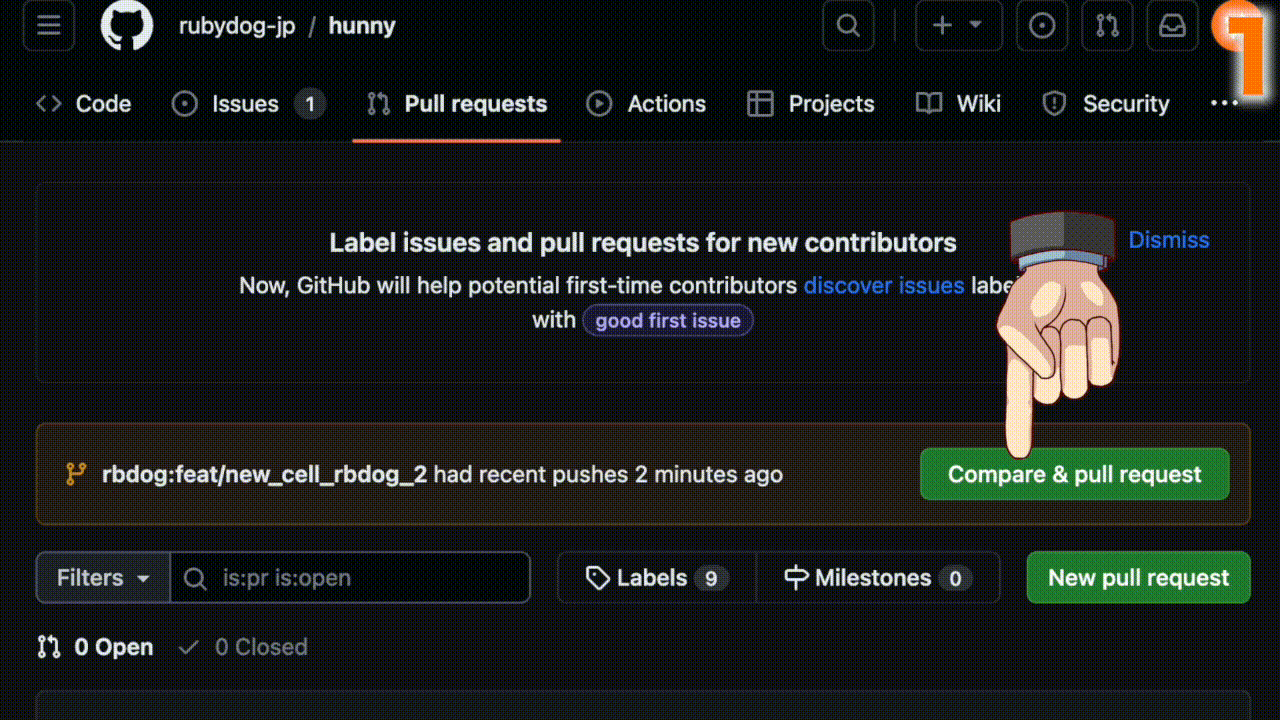 rubydog-jp / hunny
1
Code Issues 1 Pull requests Actions Projects Wiki Security ...
Label issues and pull requests for new contributors
Dismiss
Now, GitHub will help potential first-time contributors discover issues labe
with good first issue
rbdog:feat/new_cell_rbdog_2 had recent pushes 2 minutes ago
Compare & pull request
Filters is:pr is:open Labels 9 Milestones 0 New pull request
0 Open 0 Closed